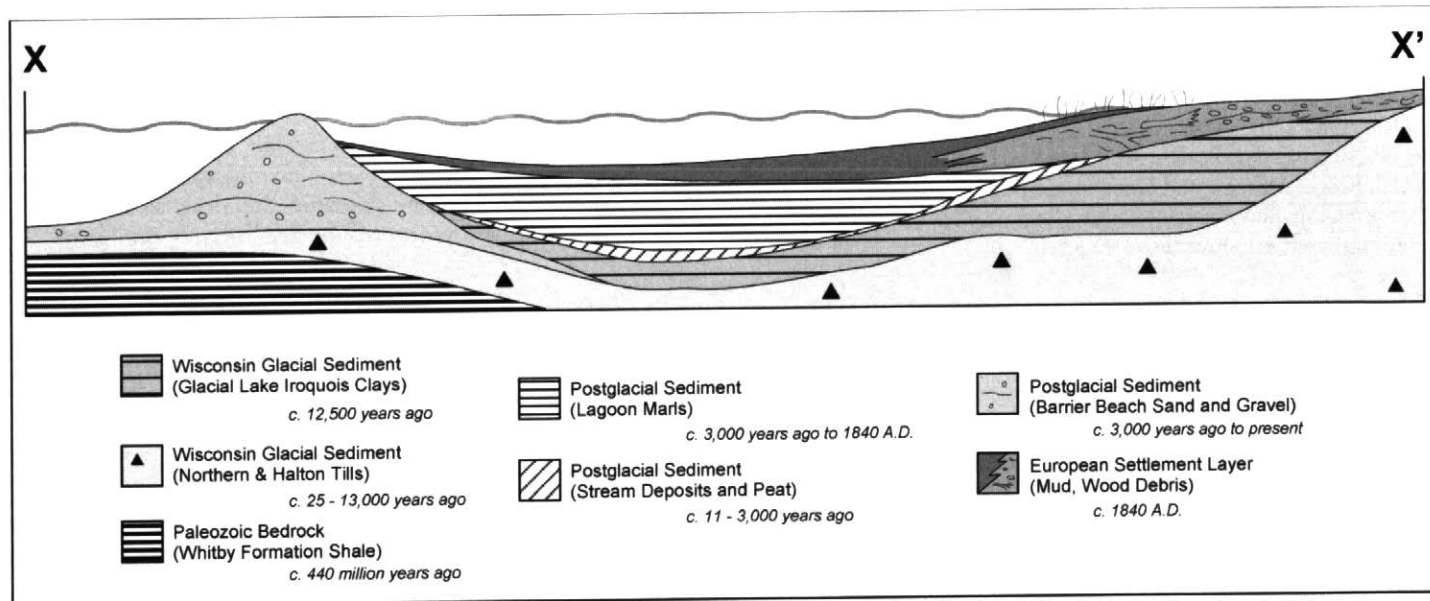 X
X'
Wisconsin Glacial Sediment
(Glacial Lake Iroquois Clays)
c. 12,500 years ago
Wisconsin Glacial Sediment
(Northern & Halton Tills)
c. 25 - 13,000 years ago
Paleozoic Bedrock
(Whitby Formation Shale)
c. 440 million years ago
Postglacial Sediment
(Lagoon Marls)
c. 3,000 years ago to 1840 A.D.
Postglacial Sediment
(Stream Deposits and Peat)
c. 11 - 3,000 years ago
Postglacial Sediment
(Barrier Beach Sand and Gravel)
c. 3,000 years ago to present
European Settlement Layer
(Mud, Wood Debris)
c. 1840 A.D.